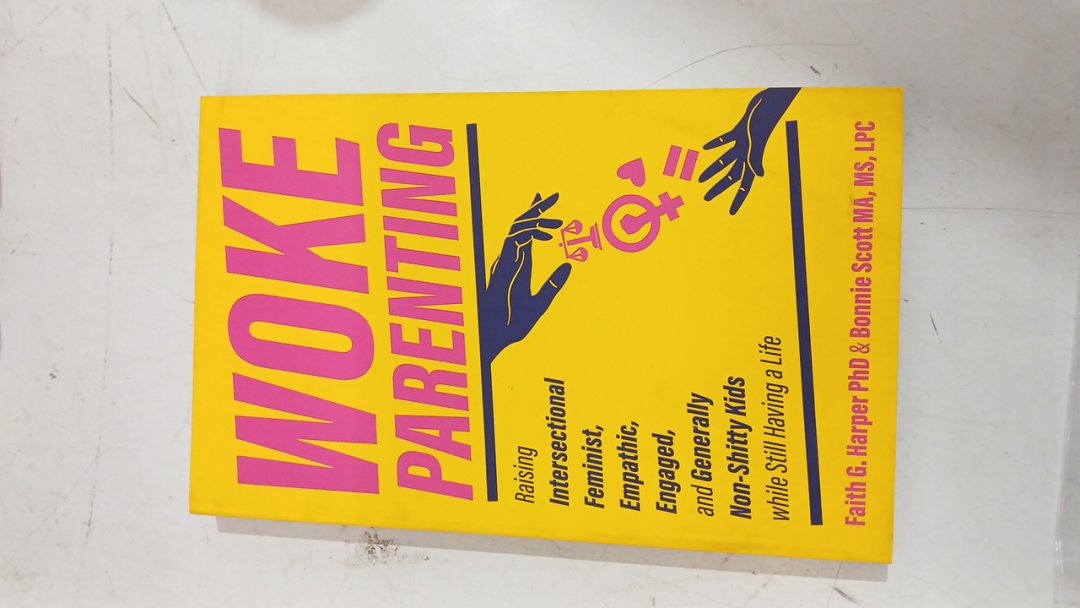 WOKE
PARENTING
Raising
Intersectional
Feminist,
Empathic,
Engaged,
and Generally
Non-Shitty Kids
while Still Having a Life
Faith G. Harper PhD & Bonnie Scott MA, MS, LPC